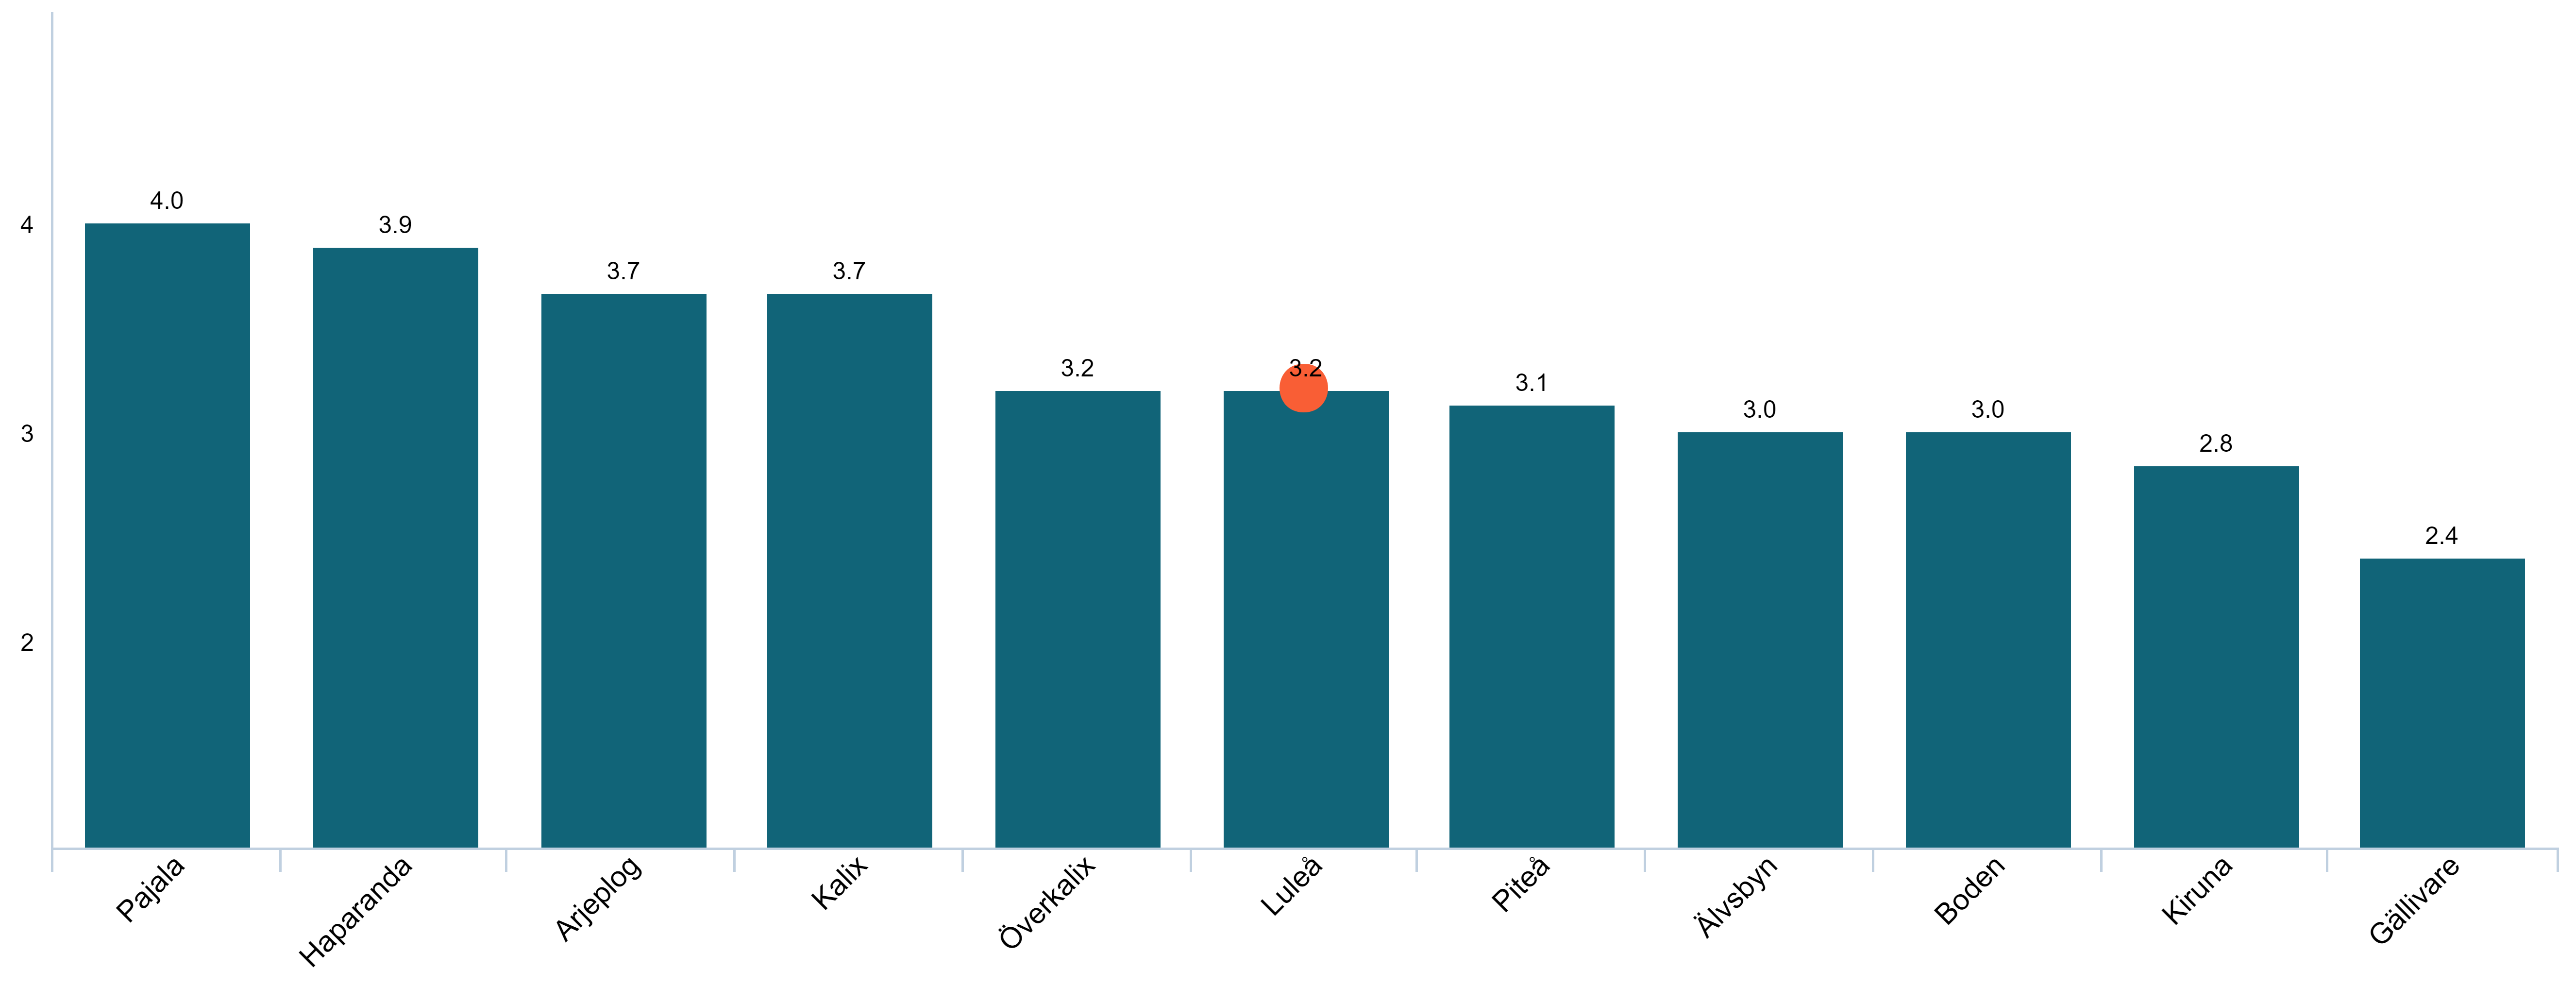 4.0
4
3.9
3.7
3.7
3.2
3.2
3.1
3
3.0
3.0
2.8
2.4
2
Pajala
Haparanda
Arjeplog
Kalix
Överkalix
Luleå
Piteå
Älvsbyn
Boden
Kiruna
Gällivare